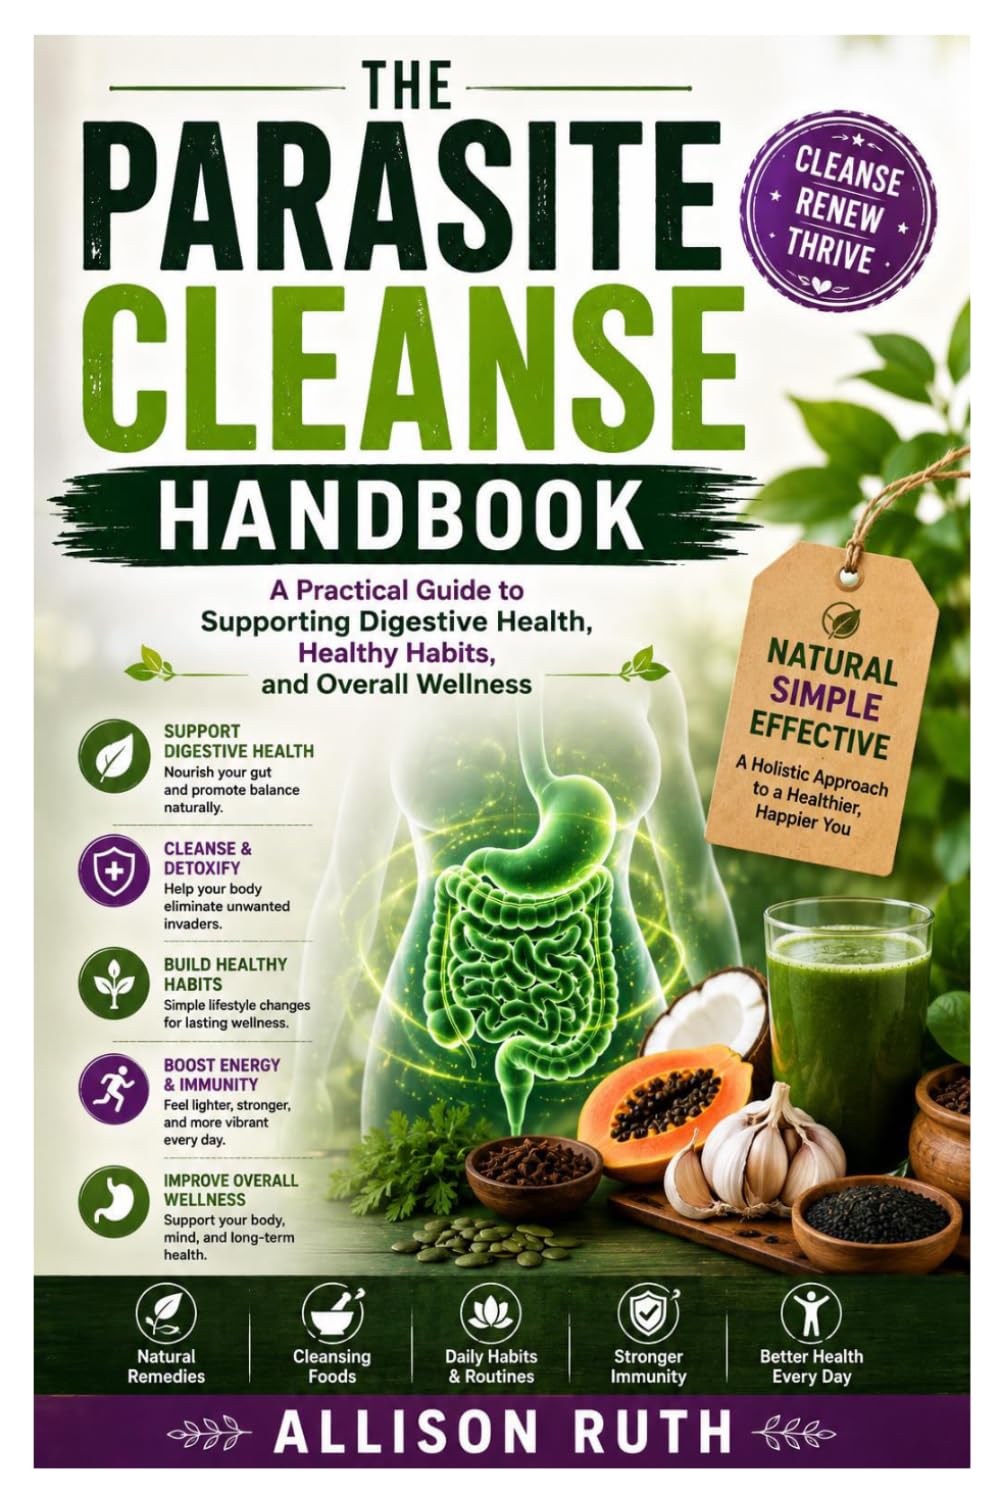 THE
PARASITE
CLEANSE
HANDBOOK
CLEANSE
RENEW
THRIVE
A Practical Guide to
Supporting Digestive Health,
Healthy Habits,
and Overall Wellness
NATURAL
SIMPLE
EFFECTIVE
A Holistic Approach
to a Healthier,
Happier You
SUPPORT
DIGESTIVE HEALTH
Nourish your gut
and promote balance
naturally.
CLEANSE &
DETOXIFY
Help your body
eliminate unwanted
invaders.
BUILD HEALTHY
HABITS
Simple lifestyle changes
for lasting wellness.
BOOST ENERGY
& IMMUNITY
Feel lighter, stronger,
and more vibrant
every day.
IMPROVE OVERALL
WELLNESS
Support your body,
mind, and long-term
health.
Natural
Remedies
Cleansing
Foods
Daily Habits
& Routines
Stronger
Immunity
Better Health
Every Day
ALLISON RUTH